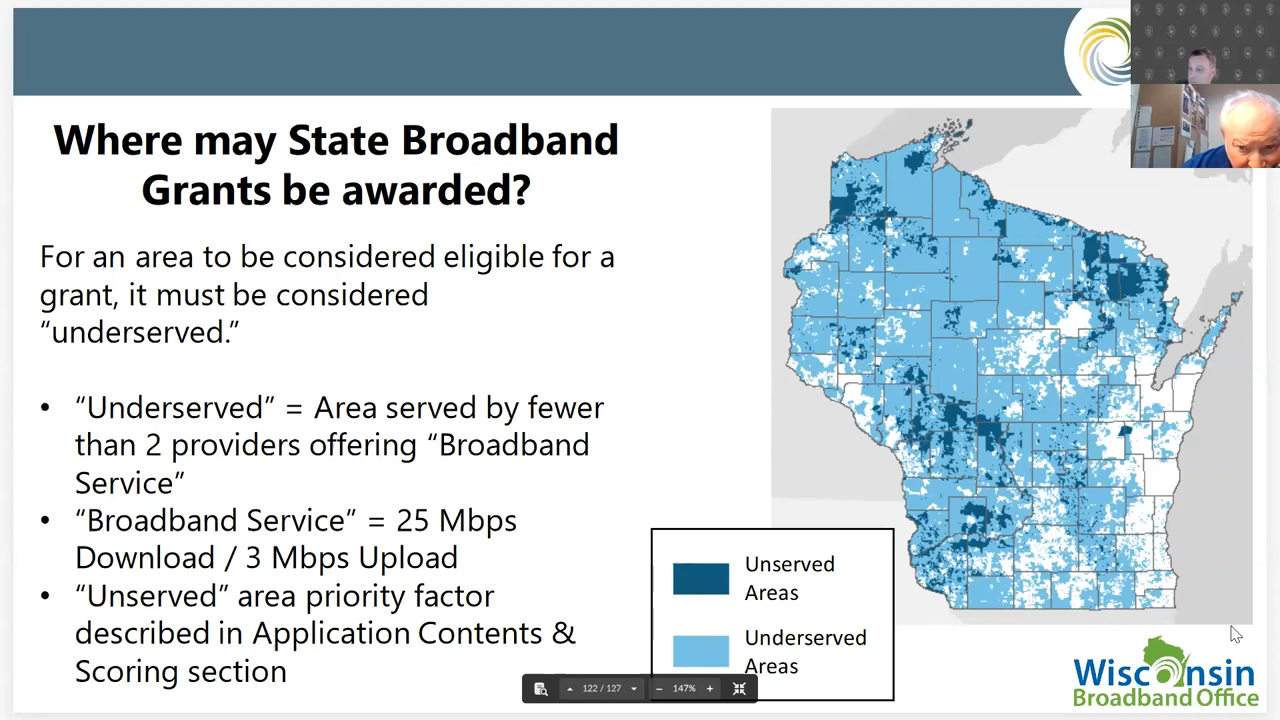 Where may State Broadband
Grants be awarded?
For an area to be considered eligible for a
grant, it must be considered
“underserved.”
• “Underserved” = Area served by fewer
than 2 providers offering “Broadband
Service”
• “Broadband Service” = 25 Mbps
Download / 3 Mbps Upload
• “Unserved” area priority factor
described in Application Contents &
Scoring section
Unserved
Areas
Underserved
Areas
122 / 127
147%
Wisconsin
Broadband Office